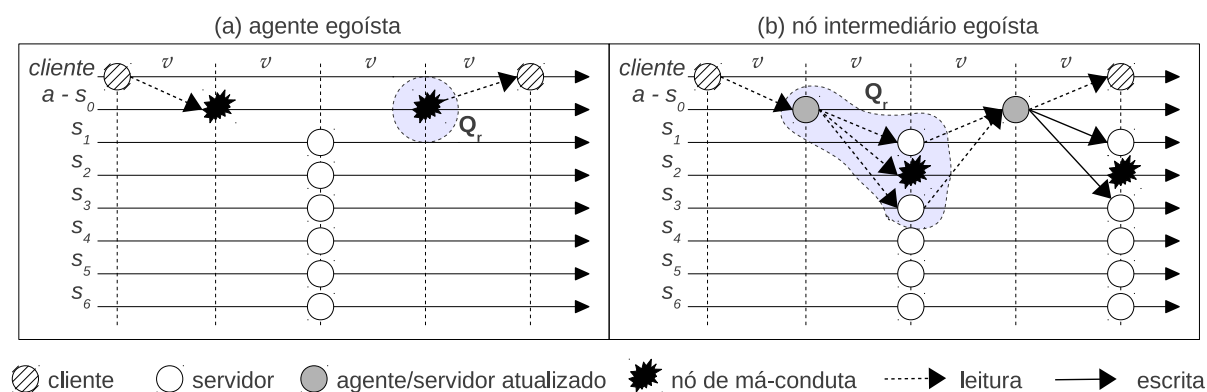 (a) agente egoísta
(b) nó intermediário egoísta
cliente v v v v
a - s0
s1
s2
s3
s4
s5
s6
Qr
cliente v v v v
a - s0
s1
s2
s3
s4
s5
s6
Qr
cliente servidor agente/servidor atualizado nó de má-conduta leitura escrita